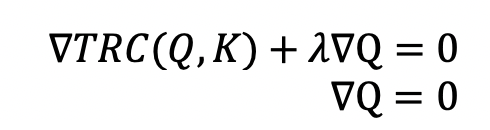 ∇TRC(Q, K) + λ∇Q = 0
∇Q = 0